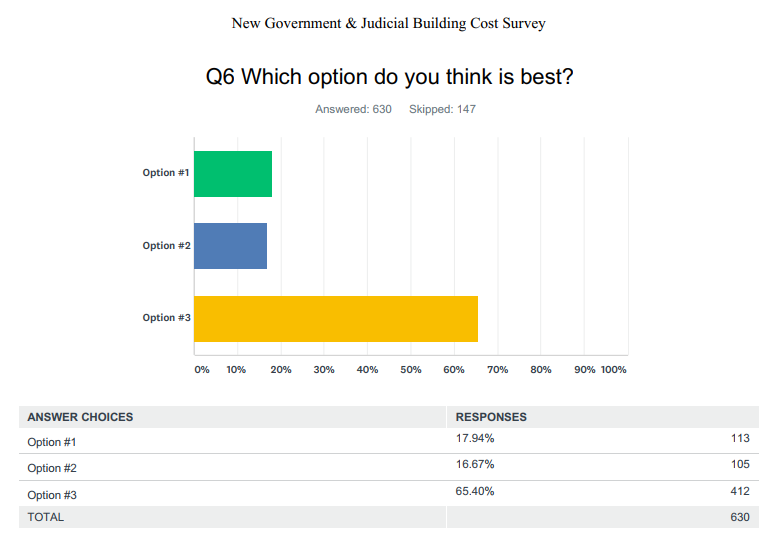 New Government & Judicial Building Cost Survey
Q6 Which option do you think is best?
Answered: 630 Skipped: 147
Option #1
Option #2
Option #3
0% 10% 20% 30% 40% 50% 60% 70% 80% 90% 100%
ANSWER CHOICES RESPONSES
Option #1 17.94% 113
Option #2 16.67% 105
Option #3 65.40% 412
TOTAL 630